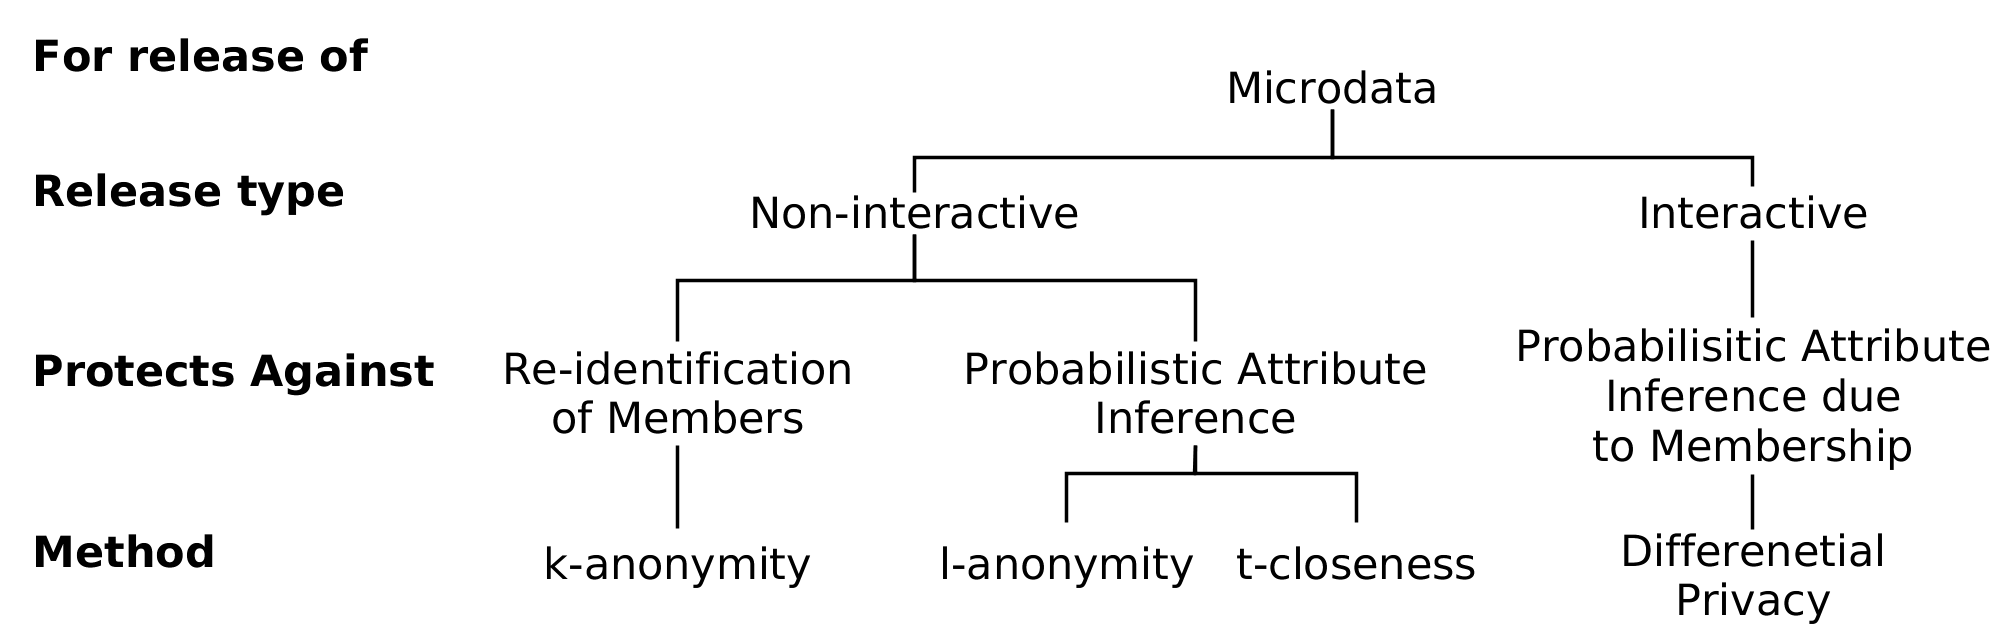 For release of
Microdata
Release type
Non-interactive
Interactive
Protects Against
Re-identification
of Members
Probabilistic Attribute
Inference
Probabilisitic Attribute
Inference due
to Membership
Method
k-anonymity
l-anonymity
t-closeness
Differenetial
Privacy